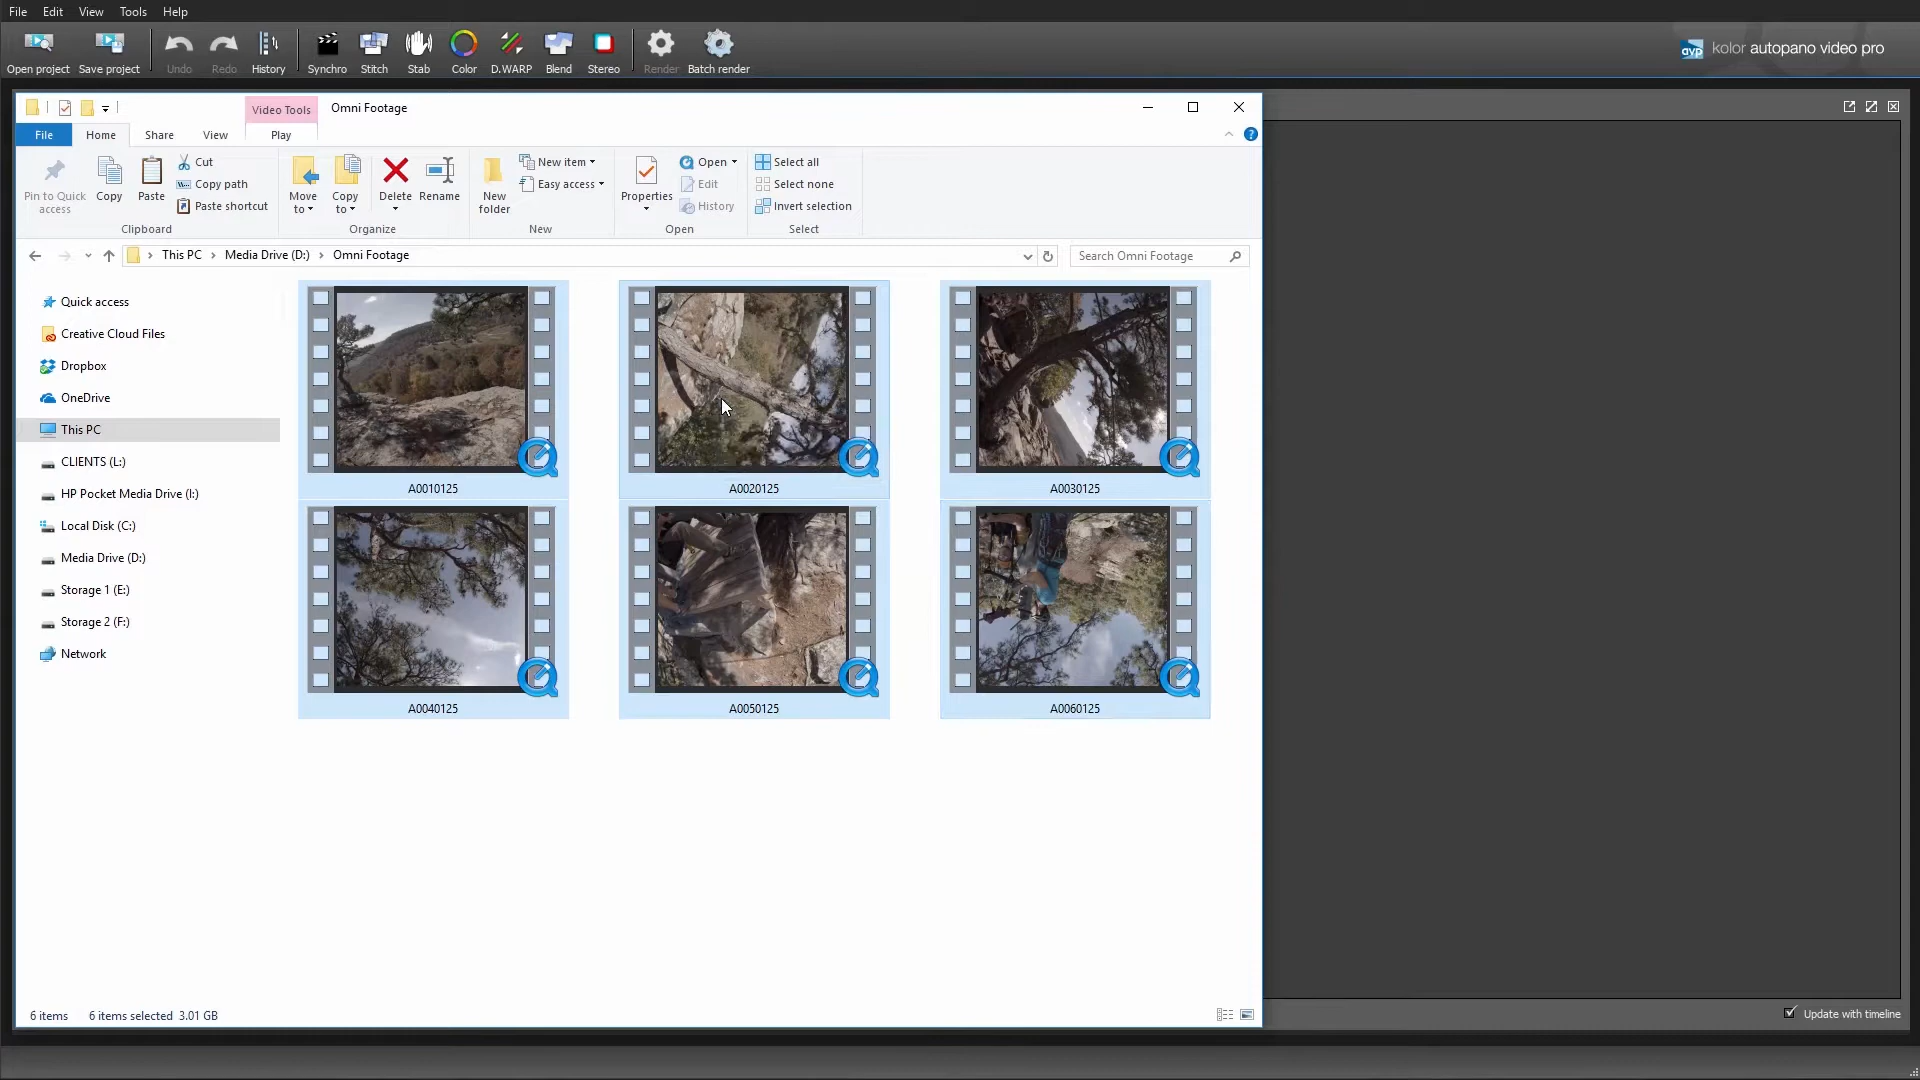 File Edit View Tools Help
Open project Save project Undo Redo History Synchro Stitch Stab Color D.WARP Blend Stereo Render Batch render
avp kolor autopano video pro
Video Tools Omni Footage
File Home Share View Play
Pin to Quick access
Copy
Paste
Cut
Copy path
Paste shortcut
Clipboard
Move to
Copy to
Delete
Rename
Organize
New folder
New item
Easy access
New
Properties
Open
Edit
History
Open
Select all
Select none
Invert selection
Select
This PC > Media Drive (D:) > Omni Footage
Search Omni Footage
Quick access
Creative Cloud Files
Dropbox
OneDrive
This PC
CLIENTS (L:)
HP Pocket Media Drive (I:)
Local Disk (C:)
Media Drive (D:)
Storage 1 (E:)
Storage 2 (F:)
Network
A0010125 A0020125 A0030125
A0040125 A0050125 A0060125
6 items 6 items selected 3.01 GB
Update with timeline